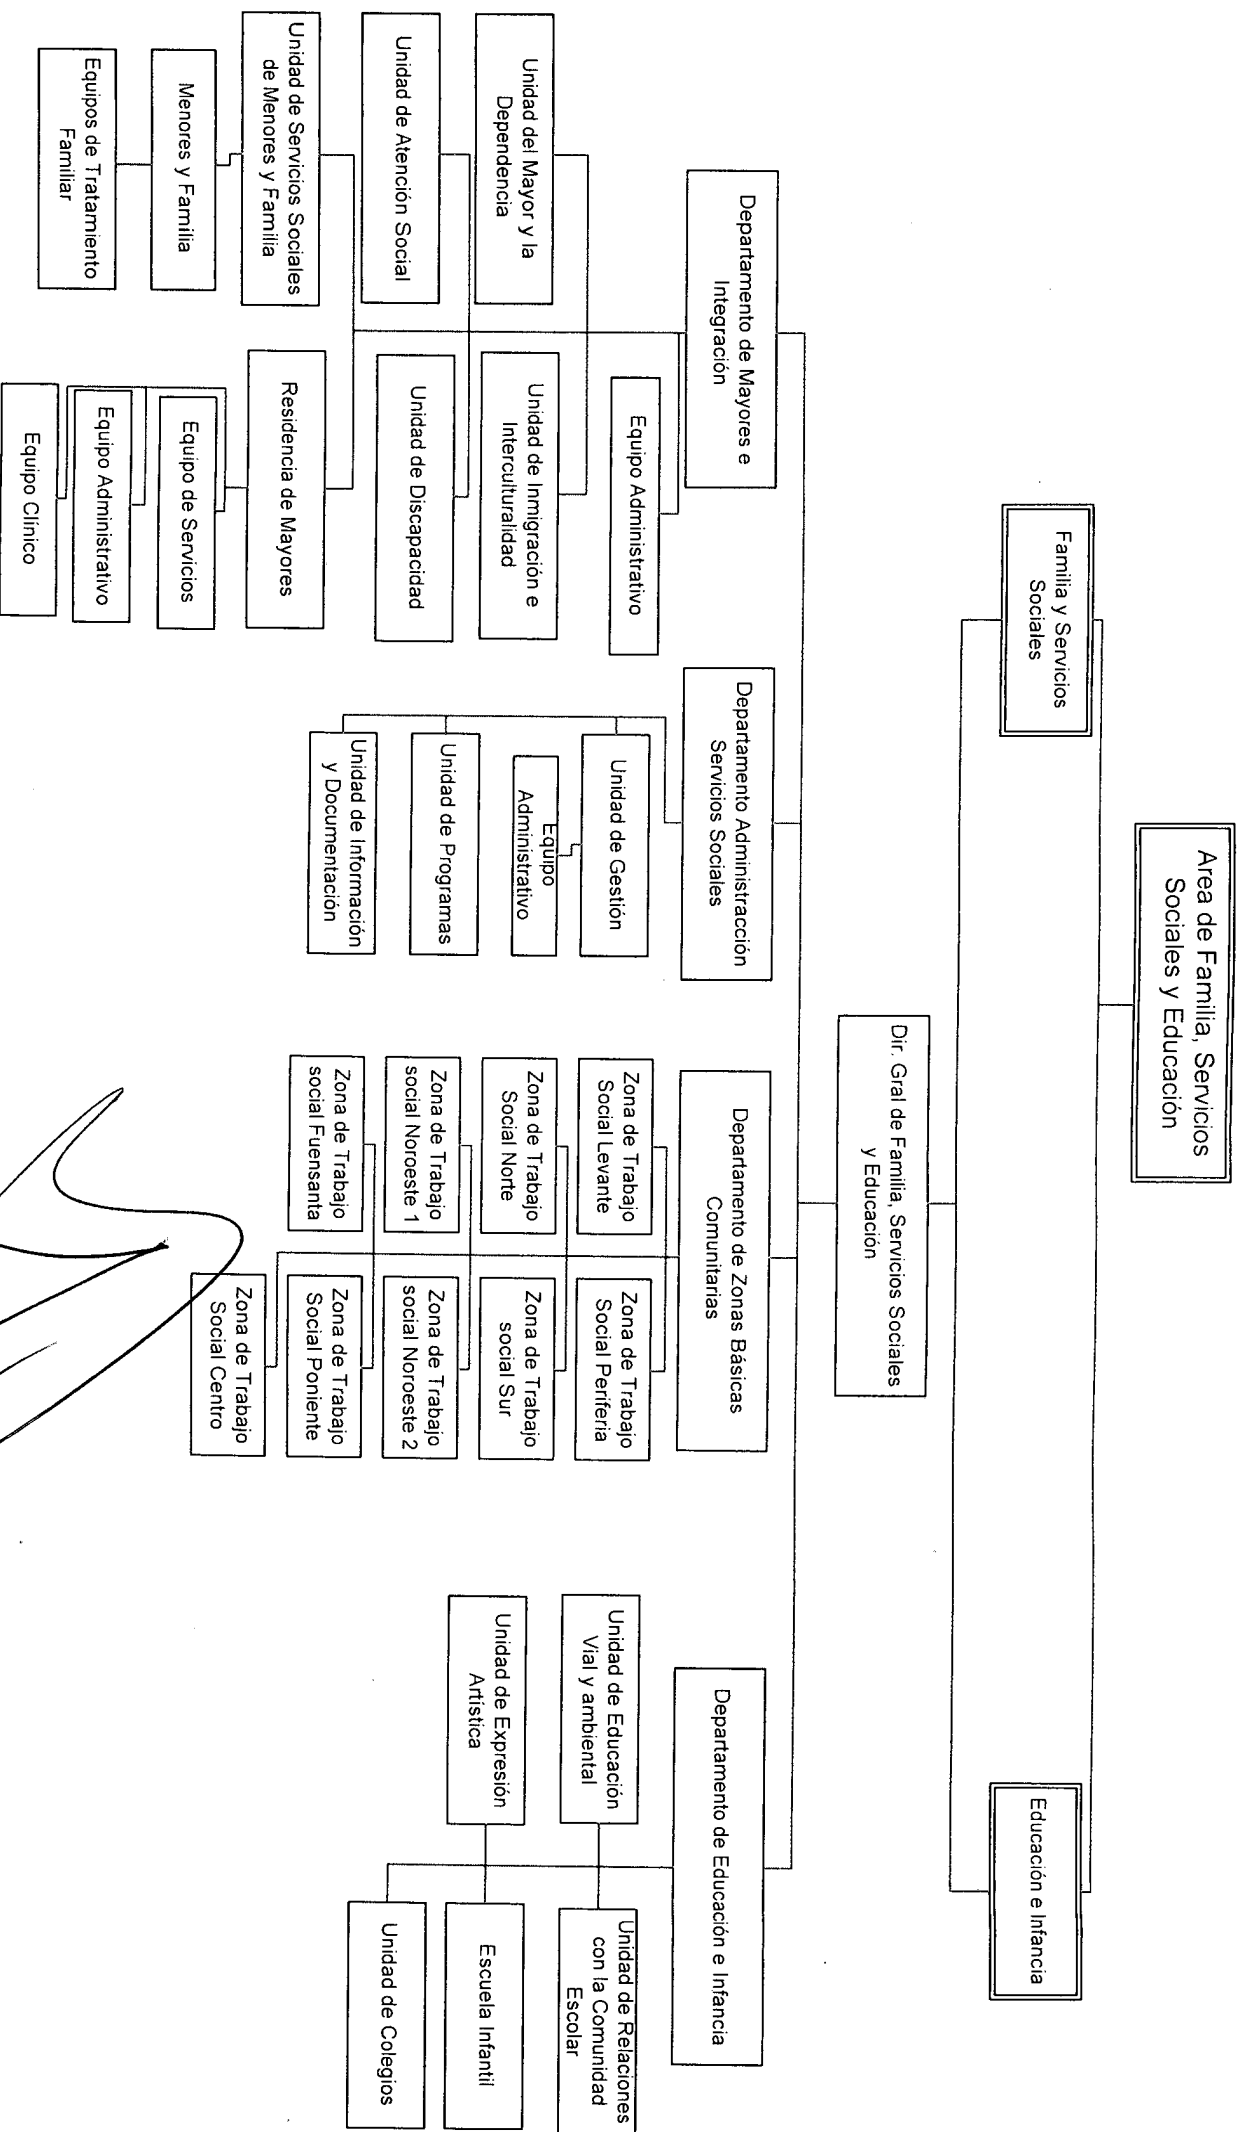 Area de Familia, Servicios
Sociales y Educación
Familia y Servicios
Sociales
Educación e Infancia
Dir. Gral de Familia, Servicios Sociales
y Educación
Departamento de Mayores e
Integración
Equipo Administrativo
Unidad del Mayor y la
Dependencia
Unidad de Inmigración e
Interculturalidad
Unidad de Atención Social
Unidad de Discapacidad
Unidad de Servicios Sociales
de Menores y Familia
Residencia de Mayores
Menores y Familia
Equipo de Servicios
Equipos de Tratamiento
Familiar
Equipo Administrativo
Equipo Clínico
Departamento Administracción
Servicios Sociales
Unidad de Gestión
Equipo
Administrativo
Unidad de Programas
Unidad de Información
y Documentación
Departamento de Zonas Básicas
Comunitarias
Zona de Trabajo
Social Levante
Zona de Trabajo
Social Periferia
Zona de Trabajo
Social Norte
Zona de Trabajo
social Sur
Zona de Trabajo
social Noroeste 1
Zona de Trabajo
social Noroeste 2
Zona de Trabajo
social Fuensanta
Zona de Trabajo
Social Poniente
Zona de Trabajo
Social Centro
Departamento de Educación e Infancia
Unidad de Educación
Vial y ambiental
Unidad de Relaciones
con la Comunidad
Escolar
Unidad de Expresión
Artística
Escuela Infantil
Unidad de Colegios